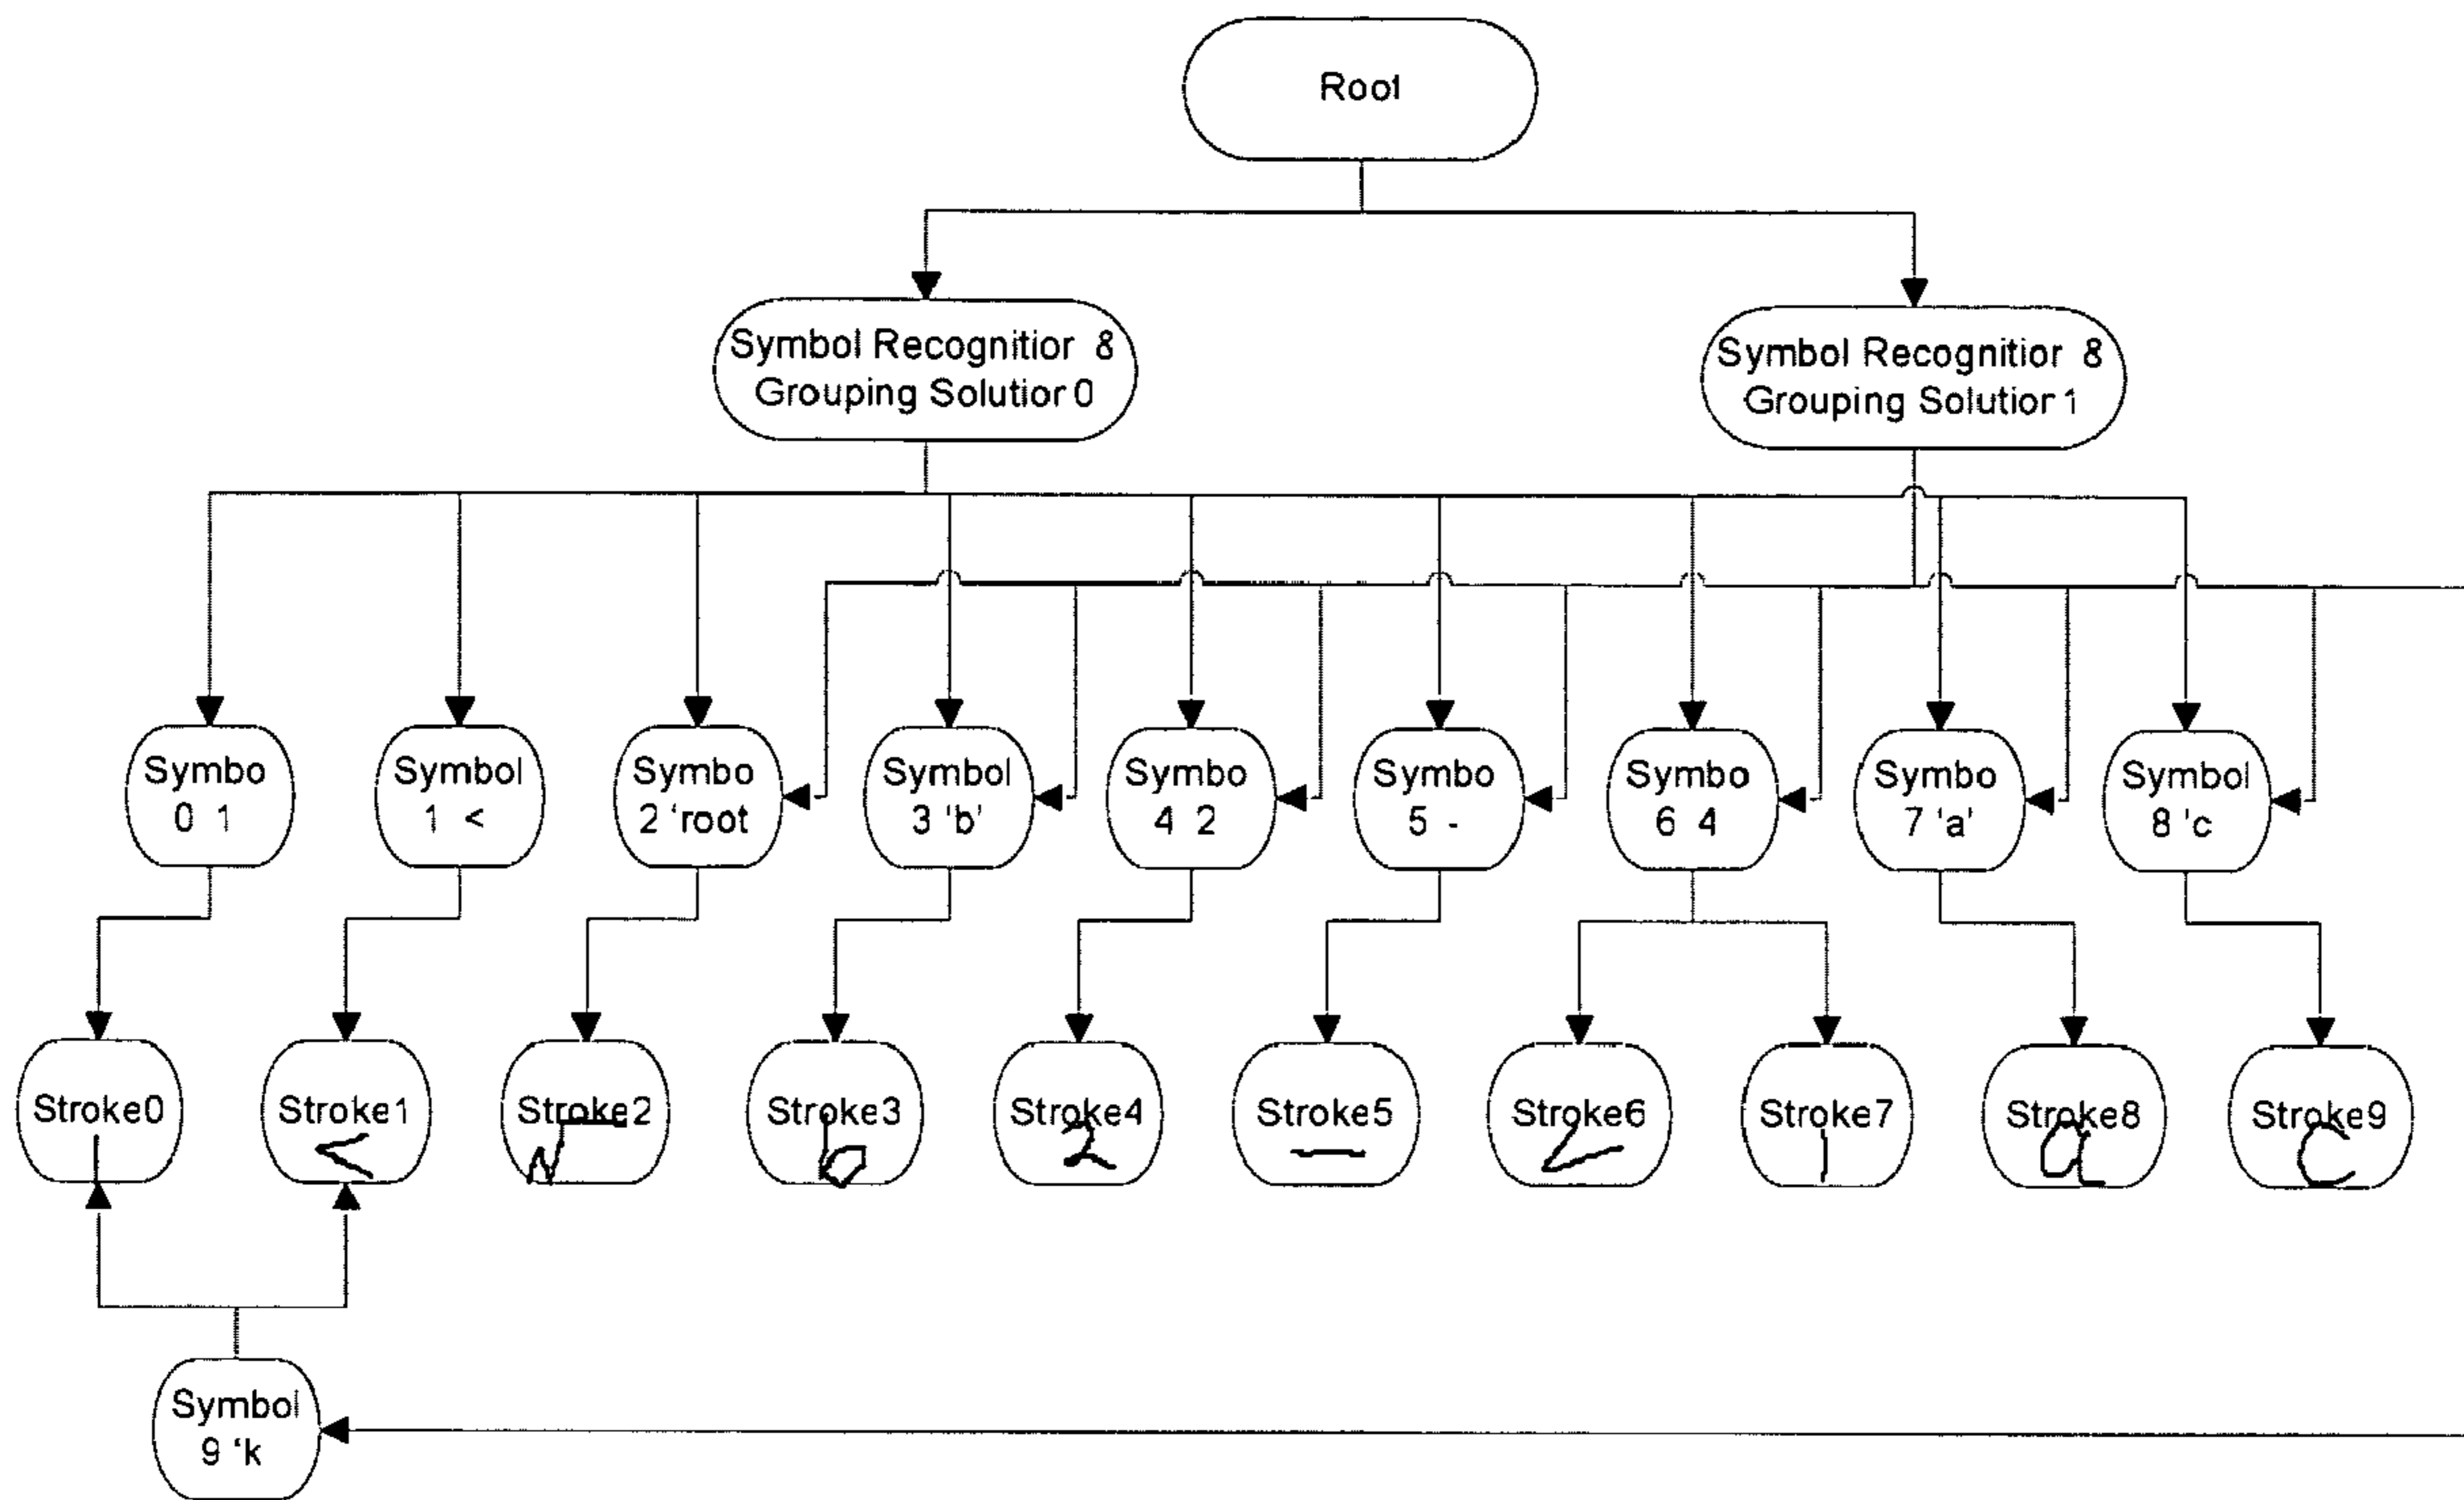 Root
Symbol Recognitior 8
Grouping Solutior 0
Symbol Recognitior 8
Grouping Solutior 1
Symbo
0 1
Symbol
1 <
Symbo
2 'root
Symbol
3 'b'
Symbo
4 2
Symbo
5 -
Symbo
6 4
Symbo
7 'a'
Symbol
8 'c
Stroke0
Stroke1
<
Stroke2
Stroke3
b
Stroke4
2
Stroke5
Stroke6
Stroke7
Stroke8
a
Stroke9
c
Symbol
9 'k